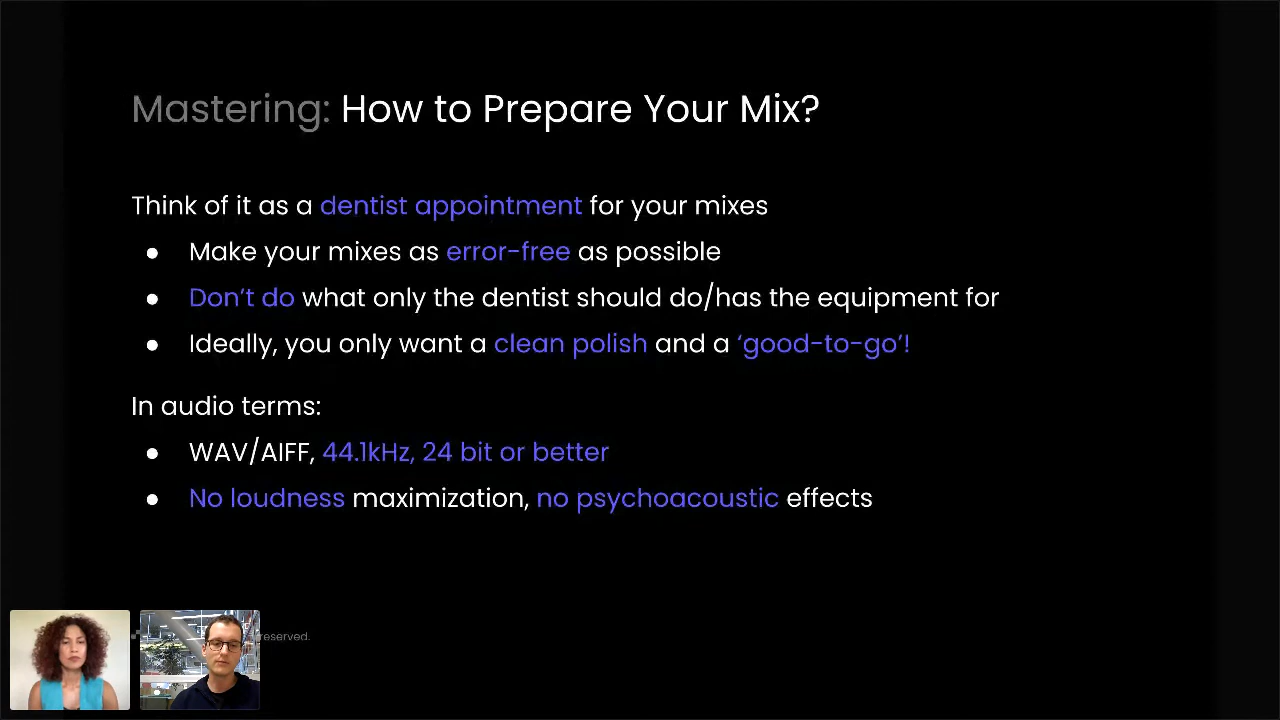 Mastering: How to Prepare Your Mix?
Think of it as a dentist appointment for your mixes
● Make your mixes as error-free as possible
● Don't do what only the dentist should do/has the equipment for
● Ideally, you only want a clean polish and a ‘good-to-go’!
In audio terms:
● WAV/AIFF, 44.1kHz, 24 bit or better
● No loudness maximization, no psychoacoustic effects
reserved.